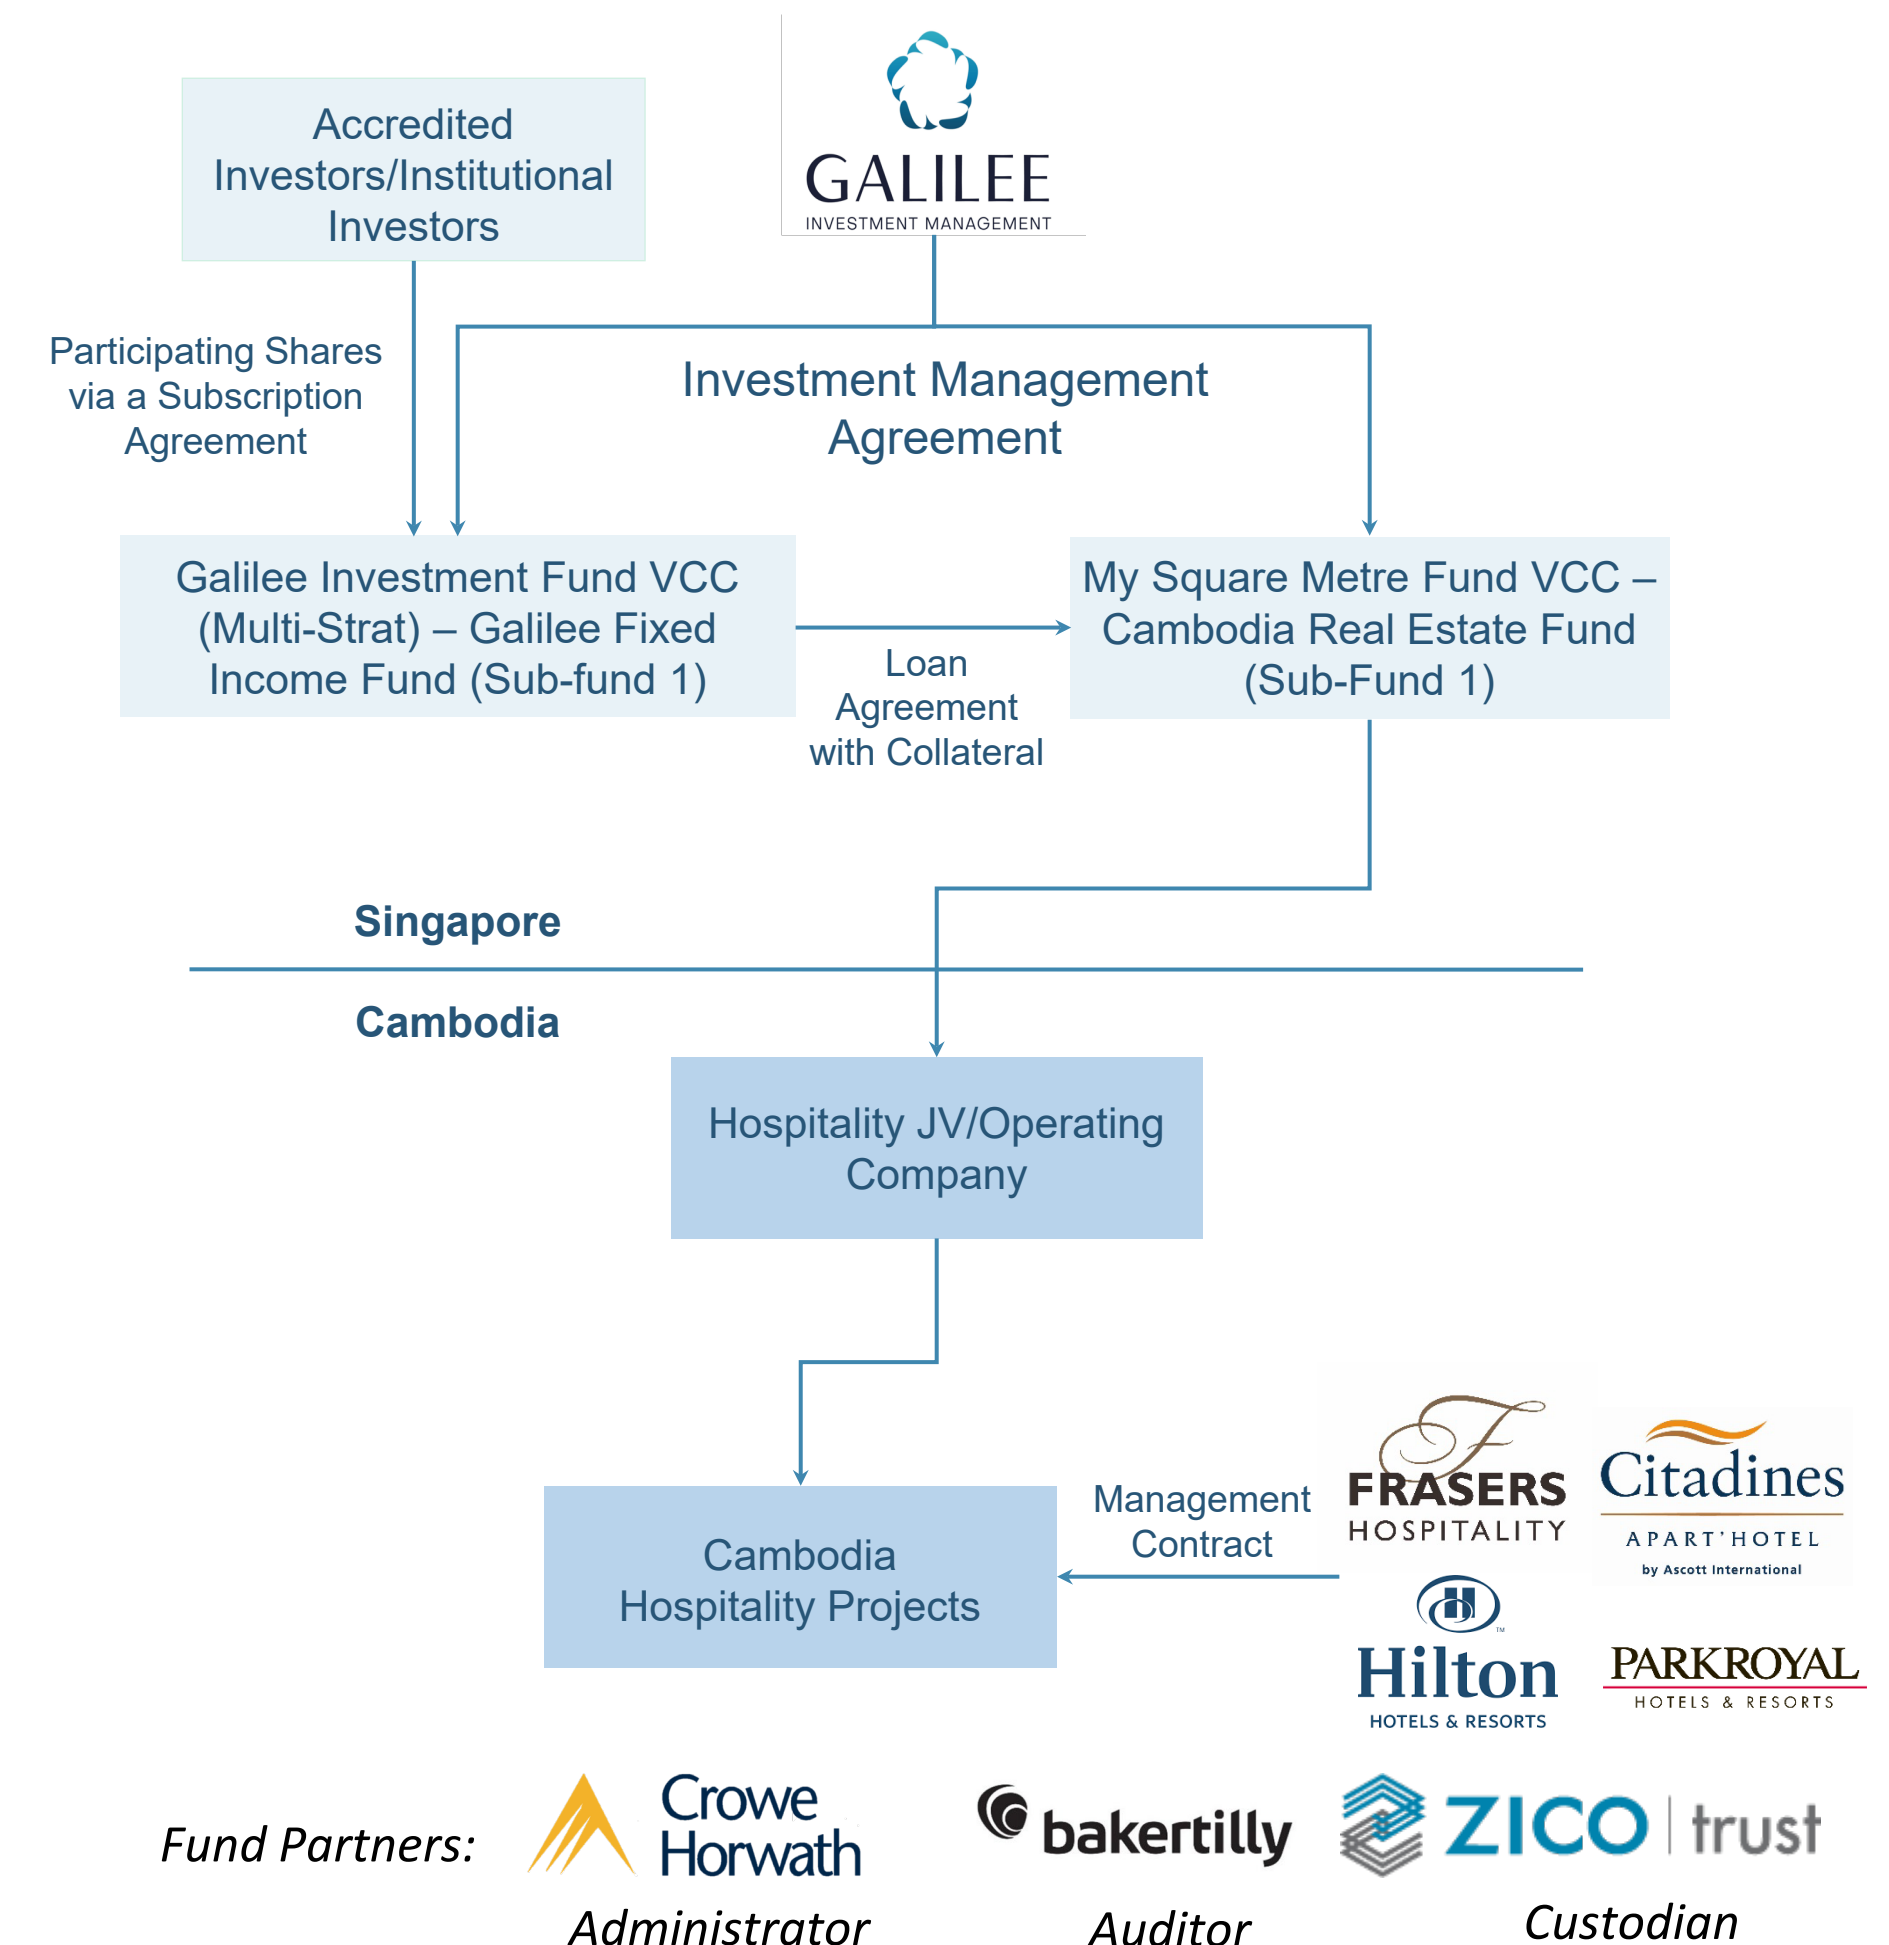 Accredited
Investors/Institutional
Investors
GALILEE
INVESTMENT MANAGEMENT
Participating Shares
via a Subscription
Agreement
Investment Management
Agreement
Galilee Investment Fund VCC
(Multi-Strat) – Galilee Fixed
Income Fund (Sub-fund 1)
Loan
Agreement
with Collateral
My Square Metre Fund VCC –
Cambodia Real Estate Fund
(Sub-Fund 1)
Singapore
Cambodia
Hospitality JV/Operating
Company
Cambodia
Hospitality Projects
Management
Contract
F
FRASERS
HOSPITALITY
Citadines
APART'HOTEL
by Ascott International
H
TM
Hilton
HOTELS & RESORTS
PARKROYAL
HOTELS & RESORTS
Fund Partners:
Crowe
Horwath
Administrator
bakertilly
Auditor
ZICO trust
Custodian